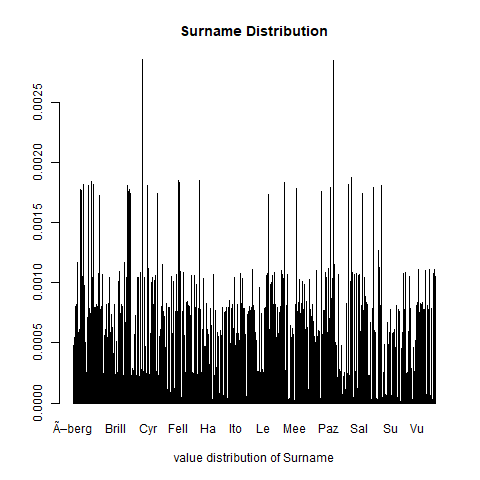 Surname Distribution
0.0025
0.0020
0.0015
0.0010
0.0005
0.0000
Ã–berg Brill Cyr Fell Ha Ito Le Mee Paz Sal Su Vu
value distribution of Surname